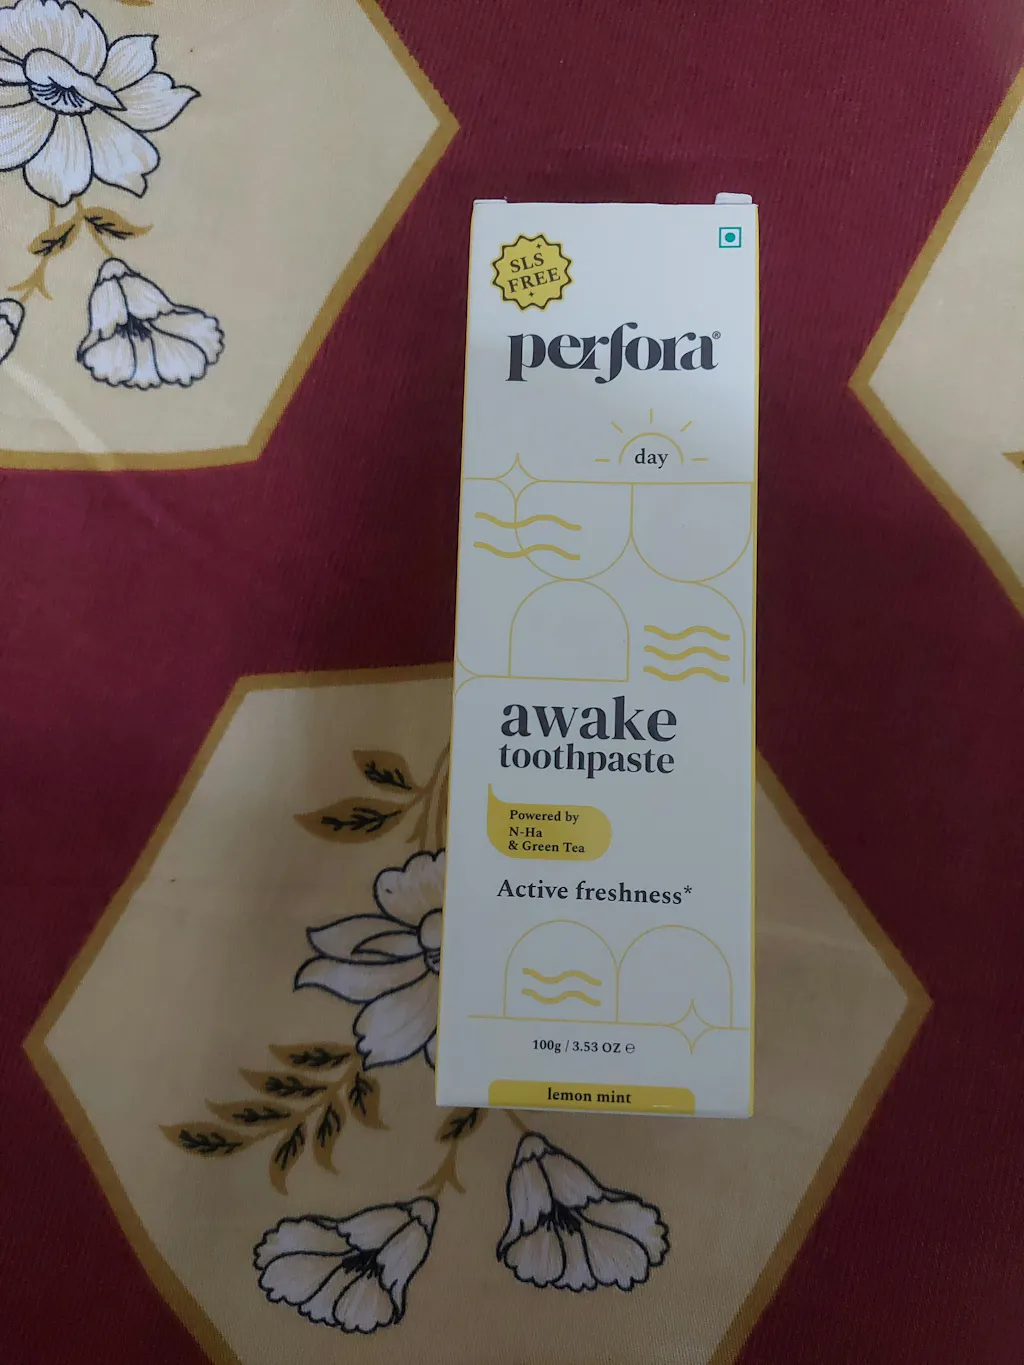 SLS
FREE
perfora®
day
awake
toothpaste
Powered by
N-Ha
& Green Tea
Active freshness*
100g / 3.53 OZ ℮
lemon mint